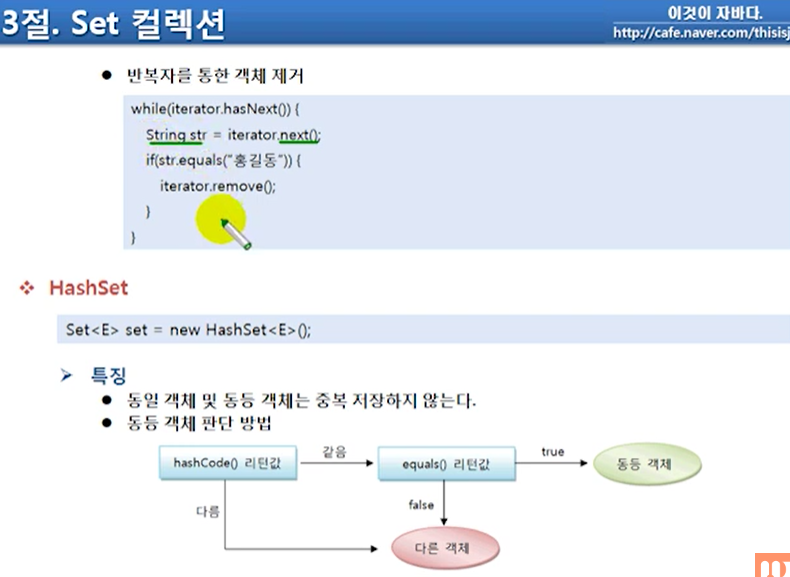 3절. Set 컬렉션
이것이 자바다.
http://cafe.naver.com/thisisj
● 반복자를 통한 객체 제거
while(iterator.hasNext()) {
String str = iterator.next();
if(str.equals("홍길동")) {
iterator.remove();
}
}
❖ HashSet
Set<E> set = new HashSet<E>();
➢ 특징
● 동일 객체 및 동등 객체는 중복 저장하지 않는다.
● 동등 객체 판단 방법
hashCode() 리턴값
같음
equals() 리턴값
true
동등 객체
다름
false
다른 객체